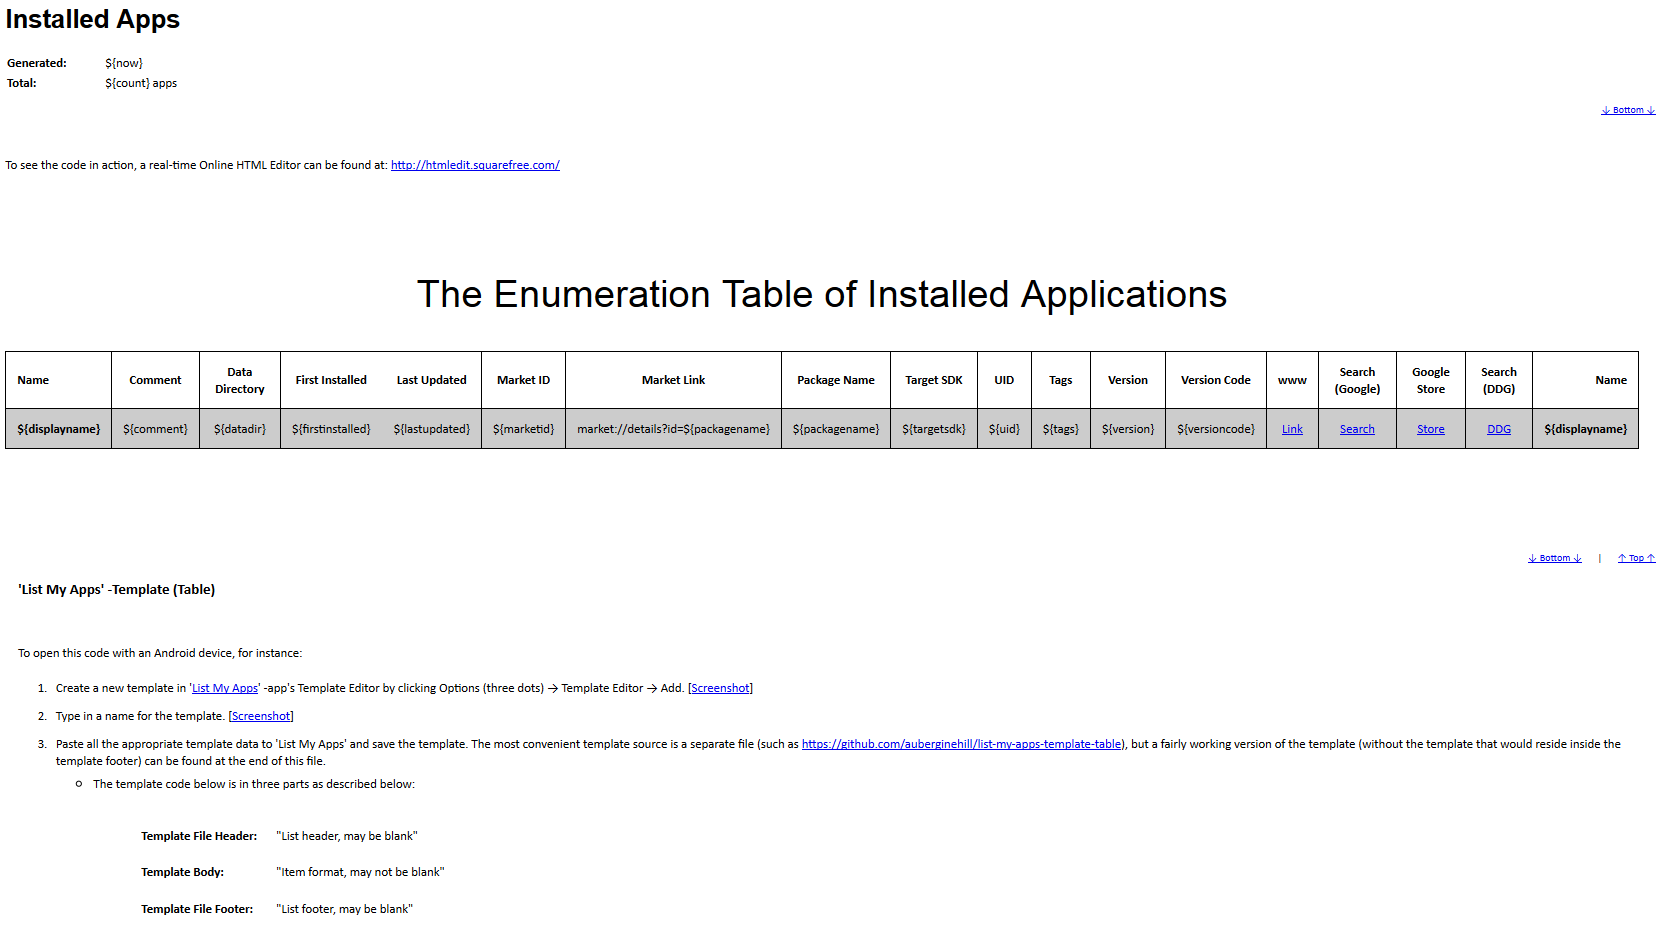 Installed Apps
Generated: ${now}
Total: ${count} apps
↓ Bottom ↓
To see the code in action, a real-time Online HTML Editor can be found at: http://htmledit.squarefree.com/
The Enumeration Table of Installed Applications
Name Comment Data Directory First Installed Last Updated Market ID Market Link Package Name Target SDK UID Tags Version Version Code www Search (Google) Google Store Search (DDG) Name
${displayname} ${comment} ${datadir} ${firstinstalled} ${lastupdated} ${marketid} market://details?id=${packagename} ${packagename} ${targetsdk} ${uid} ${tags} ${version} ${versioncode} Link Search Store DDG ${displayname}
↓ Bottom ↓ | ↑ Top ↑
'List My Apps' -Template (Table)
To open this code with an Android device, for instance:
1. Create a new template in 'List My Apps' -app's Template Editor by clicking Options (three dots) → Template Editor → Add. [Screenshot]
2. Type in a name for the template. [Screenshot]
3. Paste all the appropriate template data to 'List My Apps' and save the template. The most convenient template source is a separate file (such as https://github.com/auberginehill/list-my-apps-template-table), but a fairly working version of the template (without the template that would reside inside the
template footer) can be found at the end of this file.
The template code below is in three parts as described below:
Template File Header: "List header, may be blank"
Template Body: "Item format, may not be blank"
Template File Footer: "List footer, may be blank"